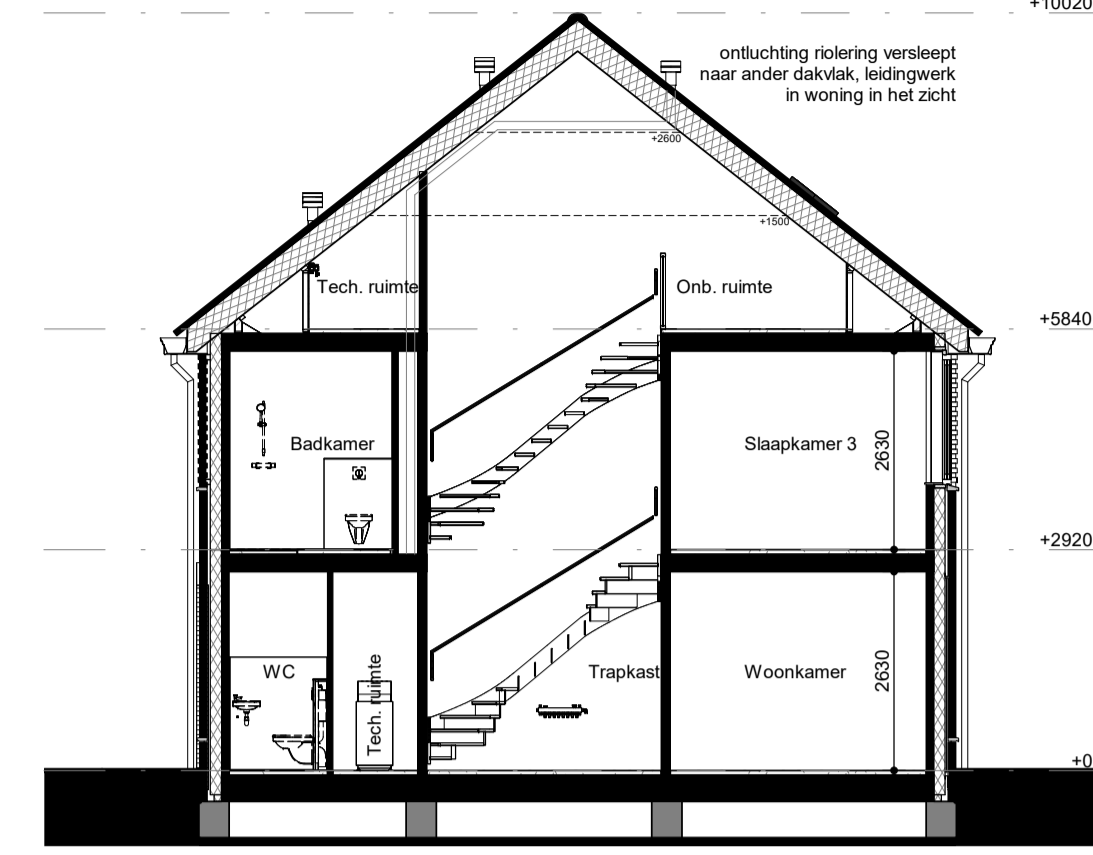 +10020
ontluchting riolering versleept
naar ander dakvlak, leidingwerk
in woning in het zicht
+2600
+1500
Tech. ruimte
Onb. ruimte
+5840
Badkamer
Slaapkamer 3
2630
+2920
WC
Tech. ruimte
Trapkast
Woonkamer
2630
+0